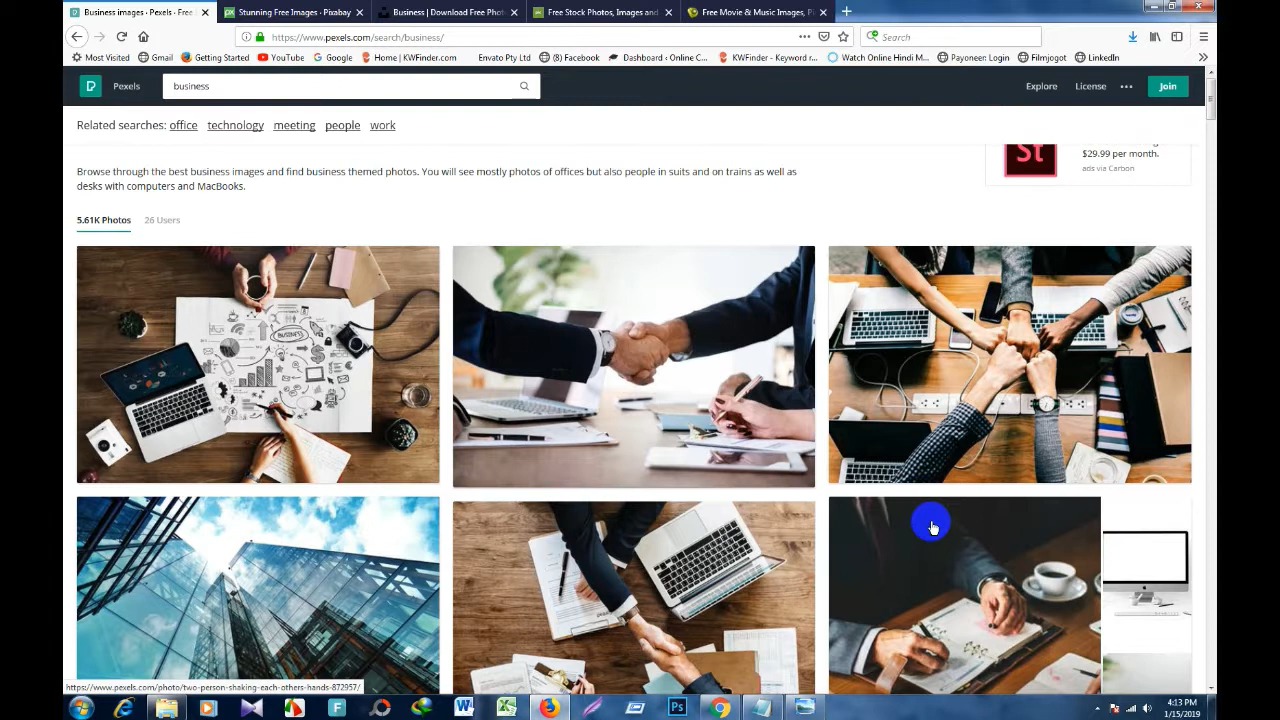 Business images · Pexels · Free
Stunning Free Images · Pixabay
Business | Download Free Phot
Free Stock Photos, Images and
Free Movie & Music Images, Pi
https://www.pexels.com/search/business/
Search
Most Visited Gmail Getting Started YouTube Google Home | KWFinder.com Envato Pty Ltd (8) Facebook Dashboard ‹ Online C... KWFinder - Keyword r... Watch Online Hindi M... Payoneer: Login Filmjogot LinkedIn
Pexels business Explore License Join
Related searches: office technology meeting people work
St
$29.99 per month.
ads via Carbon
Browse through the best business images and find business themed photos. You will see mostly photos of offices but also people in suits and on trains as well as
desks with computers and MacBooks.
5.61K Photos 26 Users
BUSINESS
https://www.pexels.com/photo/two-person-shaking-each-others-hands-872957/
Ps
4:13 PM
1/15/2019